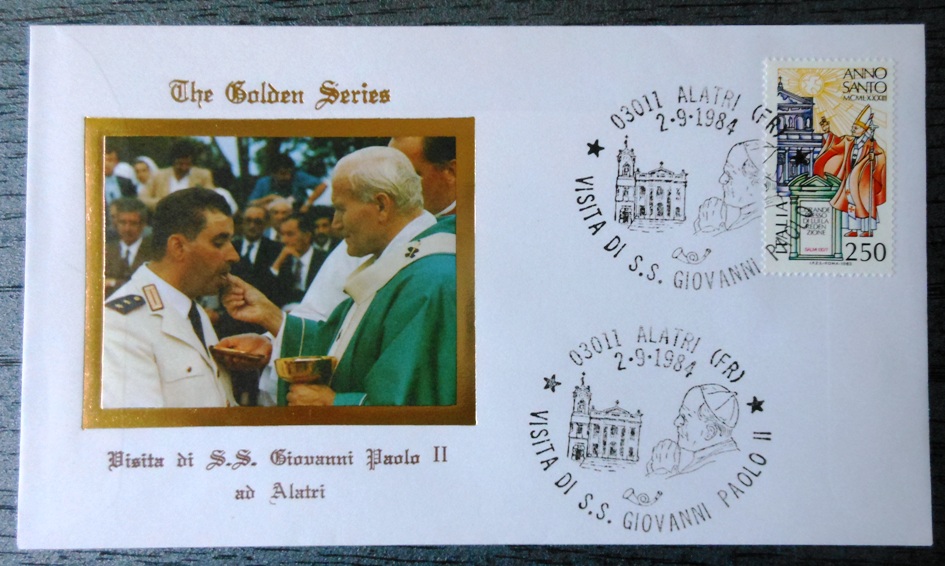 The Golden Series
Visita di S.S. Giovanni Paolo II
ad Alatri
03011 ALATRI (FR)
2·9·1984
VISITA DI S.S. GIOVANNI PAOLO
ANNO
SANTO
MCMLXXXIII
ITALIA
250
03011 ALATRI (FR)
2·9·1984
VISITA DI S.S. GIOVANNI PAOLO II